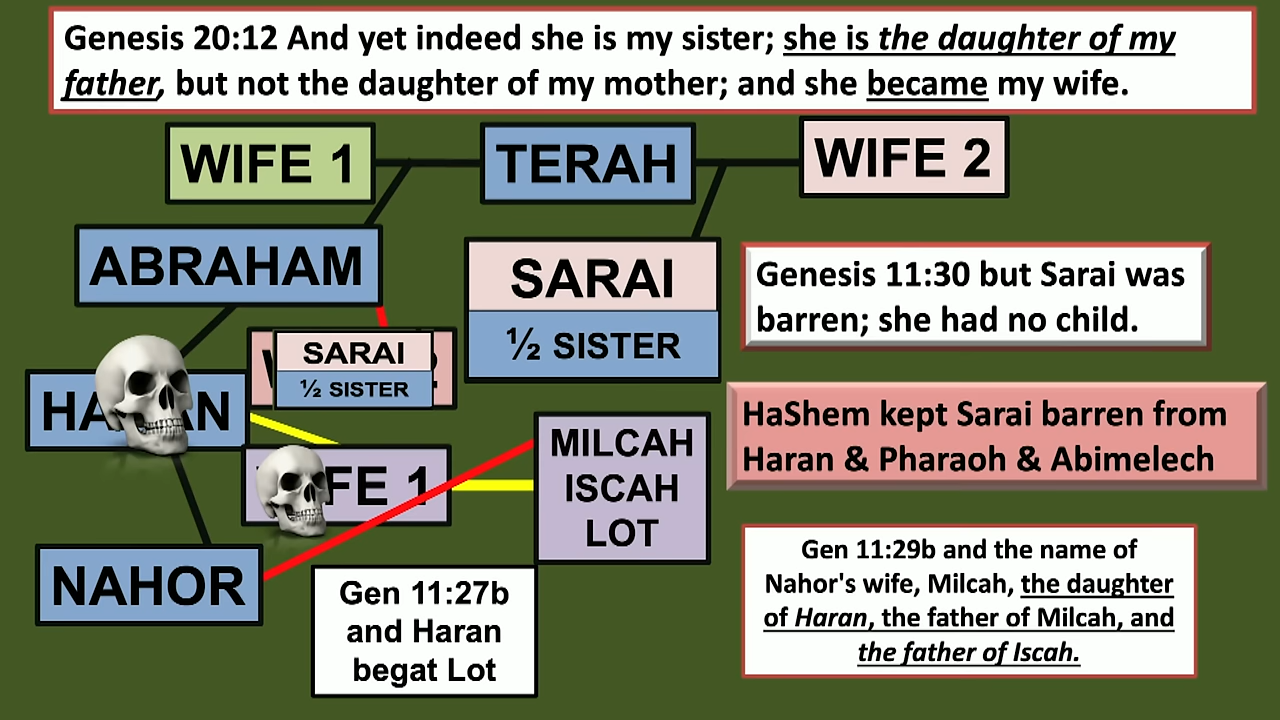 Genesis 20:12 And yet indeed she is my sister; she is the daughter of my
father, but not the daughter of my mother; and she became my wife.
WIFE 1
TERAH
WIFE 2
ABRAHAM
SARAI
½ SISTER
Genesis 11:30 but Sarai was
barren; she had no child.
SARAI
½ SISTER
HaShem kept Sarai barren from
Haran & Pharaoh & Abimelech
MILCAH
ISCAH
LOT
NAHOR
Gen 11:27b
and Haran
begat Lot
Gen 11:29b and the name of
Nahor's wife, Milcah, the daughter
of Haran, the father of Milcah, and
the father of Iscah.